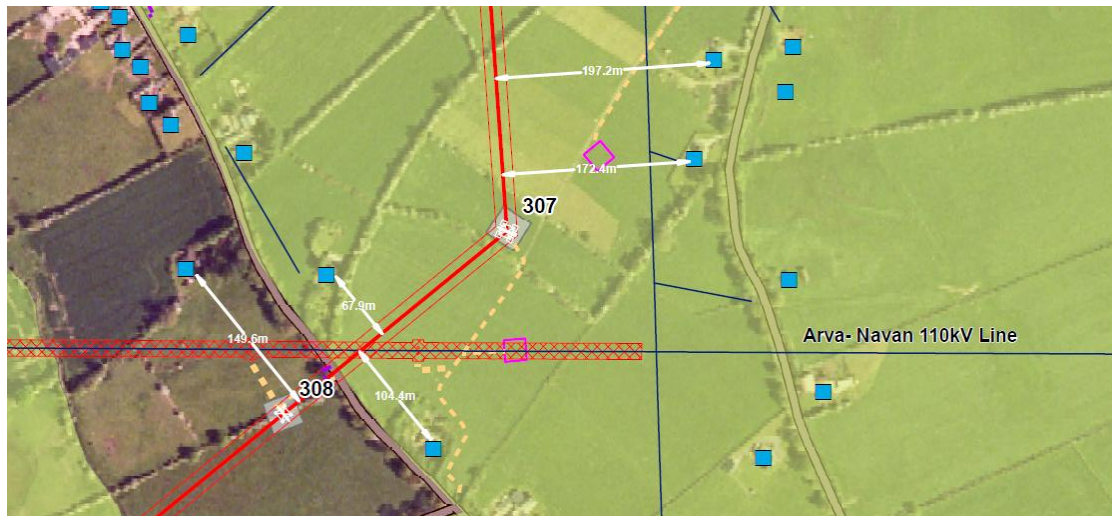 197.2m
172.4m
307
67.9m
149.6m
Arva- Navan 110kV Line
308
104.4m